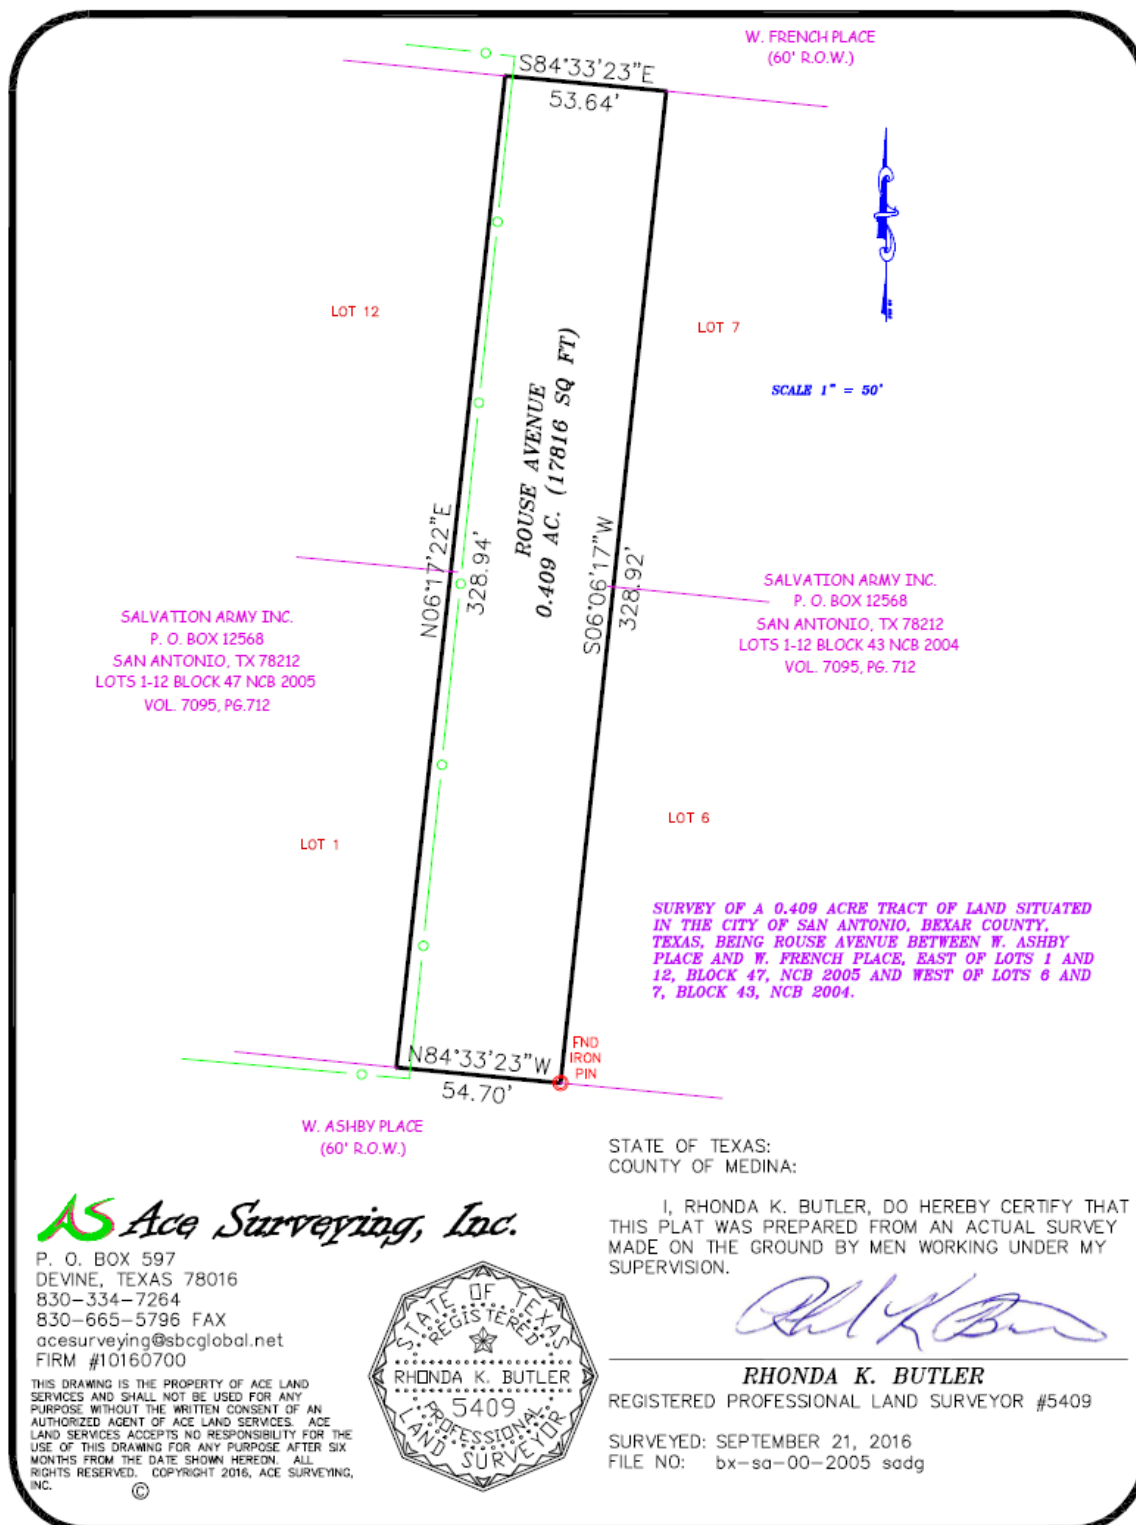 W. FRENCH PLACE
(60' R.O.W.)
S84°33'23"E
53.64'
LOT 12
LOT 7
SCALE 1" = 50'
ROUSE AVENUE
0.409 AC. (17816 SQ FT)
N06°17'22"E
328.94'
S06°06'17"W
328.92'
SALVATION ARMY INC.
P. O. BOX 12568
SAN ANTONIO, TX 78212
LOTS 1-12 BLOCK 47 NCB 2005
VOL. 7095, PG.712
SALVATION ARMY INC.
P. O. BOX 12568
SAN ANTONIO, TX 78212
LOTS 1-12 BLOCK 43 NCB 2004
VOL. 7095, PG. 712
LOT 1
LOT 6
SURVEY OF A 0.409 ACRE TRACT OF LAND SITUATED
IN THE CITY OF SAN ANTONIO, BEXAR COUNTY,
TEXAS, BEING ROUSE AVENUE BETWEEN W. ASHBY
PLACE AND W. FRENCH PLACE, EAST OF LOTS 1 AND
12, BLOCK 47, NCB 2005 AND WEST OF LOTS 6 AND
7, BLOCK 43, NCB 2004.
N84°33'23"W
54.70'
FND
IRON
PIN
W. ASHBY PLACE
(60' R.O.W.)
STATE OF TEXAS:
COUNTY OF MEDINA:
I, RHONDA K. BUTLER, DO HEREBY CERTIFY THAT
THIS PLAT WAS PREPARED FROM AN ACTUAL SURVEY
MADE ON THE GROUND BY MEN WORKING UNDER MY
SUPERVISION.
RHONDA K. BUTLER
REGISTERED PROFESSIONAL LAND SURVEYOR #5409
SURVEYED: SEPTEMBER 21, 2016
FILE NO: bx-sa-00-2005 sadg
AS Ace Surveying, Inc.
P. O. BOX 597
DEVINE, TEXAS 78016
830-334-7264
830-665-5796 FAX
acesurveying@sbcglobal.net
FIRM #10160700
THIS DRAWING IS THE PROPERTY OF ACE LAND
SERVICES AND SHALL NOT BE USED FOR ANY
PURPOSE WITHOUT THE WRITTEN CONSENT OF AN
AUTHORIZED AGENT OF ACE LAND SERVICES. ACE
LAND SERVICES ACCEPTS NO RESPONSIBILITY FOR THE
USE OF THIS DRAWING FOR ANY PURPOSE AFTER SIX
MONTHS FROM THE DATE SHOWN HEREON. ALL
RIGHTS RESERVED. COPYRIGHT 2016, ACE SURVEYING,
INC.
©
STATE OF TEXAS
REGISTERED
RHONDA K. BUTLER
5409
PROFESSIONAL
LAND SURVEYOR